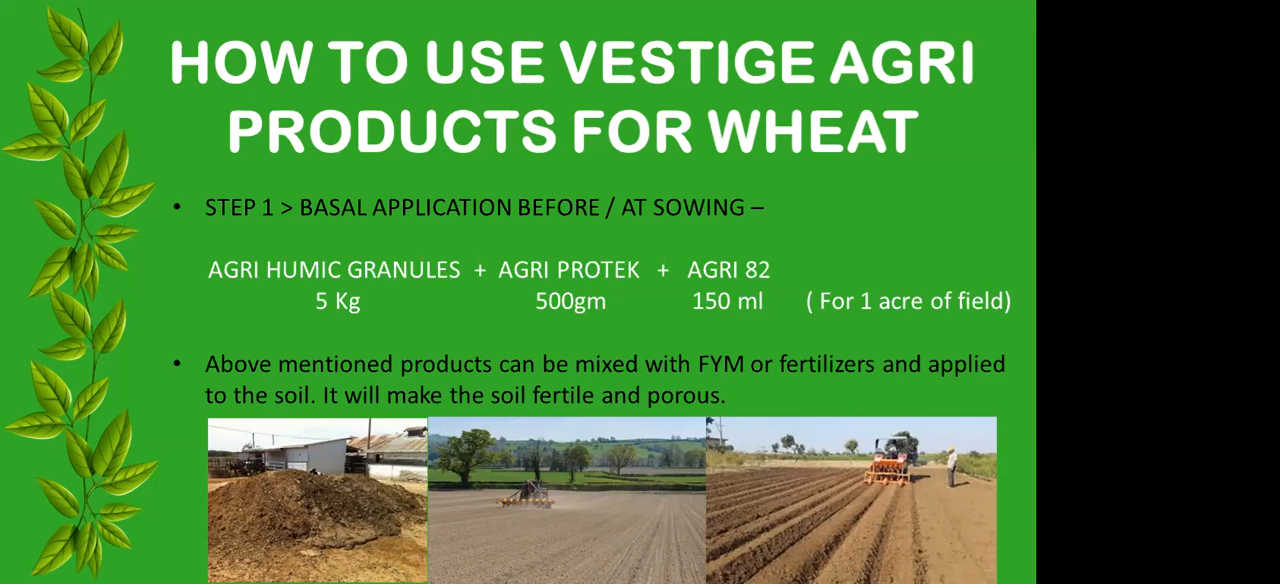 HOW TO USE VESTIGE AGRI
PRODUCTS FOR WHEAT
• STEP 1 > BASAL APPLICATION BEFORE / AT SOWING –
AGRI HUMIC GRANULES + AGRI PROTEK + AGRI 82
5 Kg 500gm 150 ml ( For 1 acre of field)
• Above mentioned products can be mixed with FYM or fertilizers and applied
to the soil. It will make the soil fertile and porous.